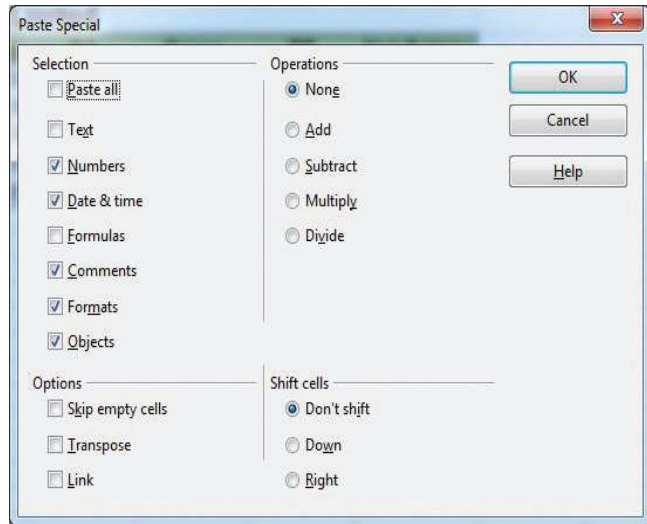 Paste Special
Selection
Paste all
Text
Numbers
Date & time
Formulas
Comments
Formats
Objects
Operations
None
Add
Subtract
Multiply
Divide
OK
Cancel
Help
Options
Skip empty cells
Transpose
Link
Shift cells
Don't shift
Down
Right